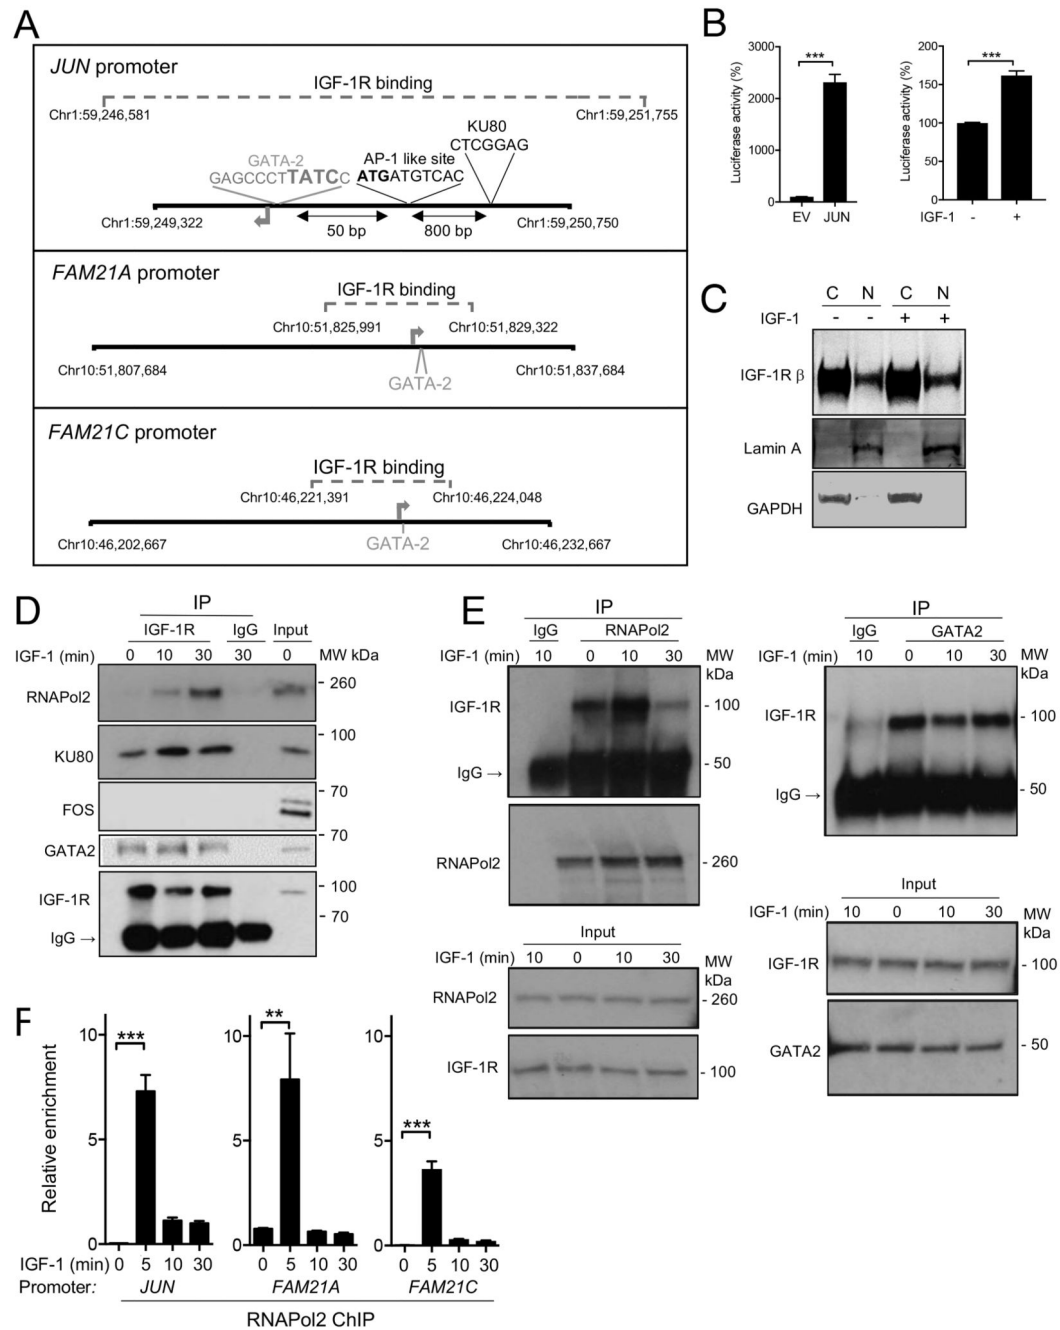 A
JUN promoter
IGF-1R binding
Chr1:59,246,581
Chr1:59,251,755
KU80
CTCGGAG
GATA-2
AP-1 like site
GAGCCCTTATCC
ATGATGTCAC
Chr1:59,249,322
50 bp
800 bp
Chr1:59,250,750
FAM21A promoter
IGF-1R binding
Chr10:51,825,991
Chr10:51,829,322
Chr10:51,807,684
GATA-2
Chr10:51,837,684
FAM21C promoter
IGF-1R binding
Chr10:46,221,391
Chr10:46,224,048
Chr10:46,202,667
GATA-2
Chr10:46,232,667
B
Luciferase activity (%)
3000
2000
1000
0
***
EV JUN
Luciferase activity (%)
200
150
100
50
0
***
IGF-1 - +
C
C N C N
IGF-1 - - + +
IGF-1R β
Lamin A
GAPDH
D
IP
IGF-1R IgG Input
IGF-1 (min) 0 10 30 30 0 MW kDa
RNAPol2
- 260
KU80
- 100
FOS
- 70
GATA2
- 70
IGF-1R
- 100
- 70
IgG →
E
IP
IgG RNAPol2
IGF-1 (min) 10 0 10 30 MW
kDa
IGF-1R
- 100
IgG →
- 50
RNAPol2 - 260
Input
IGF-1 (min) 10 0 10 30 MW
kDa
RNAPol2 - 260
IGF-1R - 100
IP
IgG GATA2
IGF-1 (min) 10 0 10 30 MW
kDa
IGF-1R - 100
IgG → - 50
Input
IGF-1 (min) 10 0 10 30 MW
kDa
IGF-1R - 100
GATA2 - 50
F
Relative enrichment
10
5
0
***
10
5
0
**
10
5
0
***
IGF-1 (min) 0 5 10 30 0 5 10 30 0 5 10 30
Promoter: JUN FAM21A FAM21C
RNAPol2 ChIP